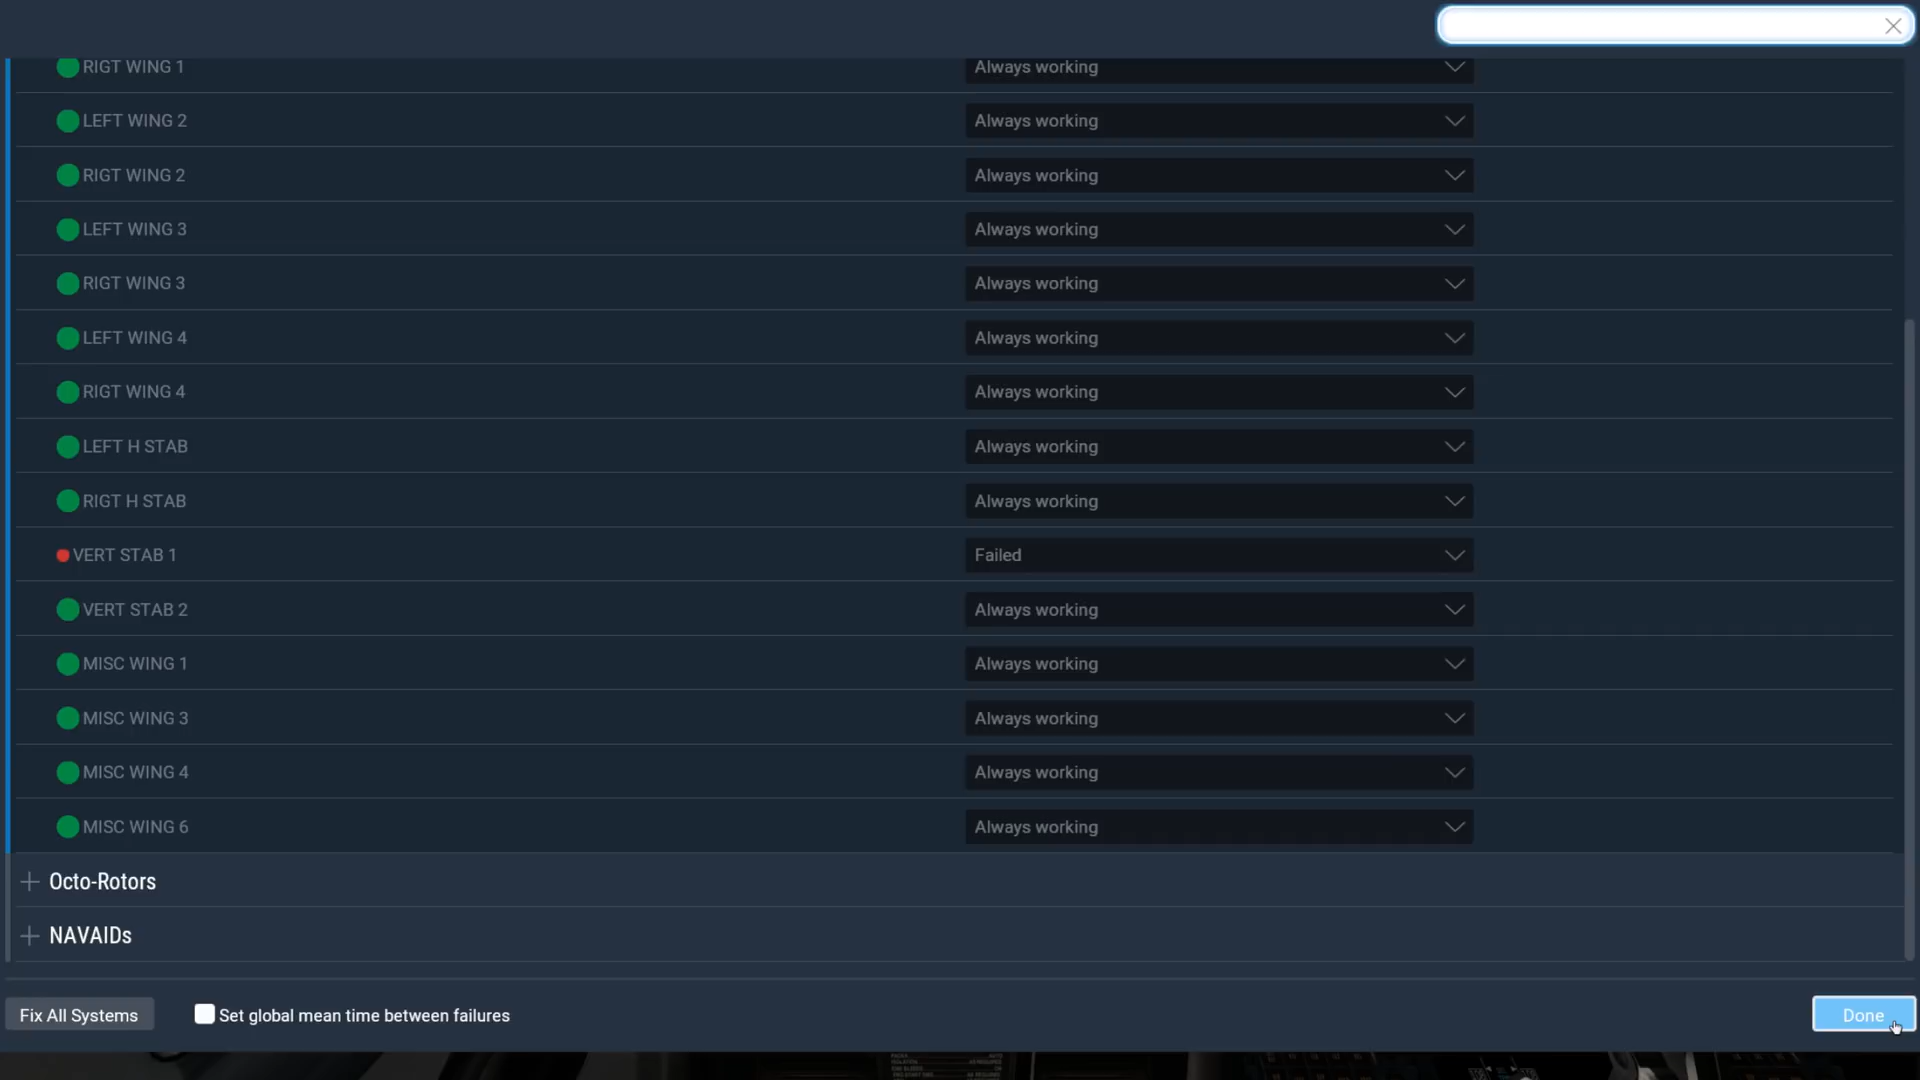 RIGT WING 1 Always working
LEFT WING 2 Always working
RIGT WING 2 Always working
LEFT WING 3 Always working
RIGT WING 3 Always working
LEFT WING 4 Always working
RIGT WING 4 Always working
LEFT H STAB Always working
RIGT H STAB Always working
VERT STAB 1 Failed
VERT STAB 2 Always working
MISC WING 1 Always working
MISC WING 3 Always working
MISC WING 4 Always working
MISC WING 6 Always working
Octo-Rotors
NAVAIDs
Fix All Systems Set global mean time between failures Done